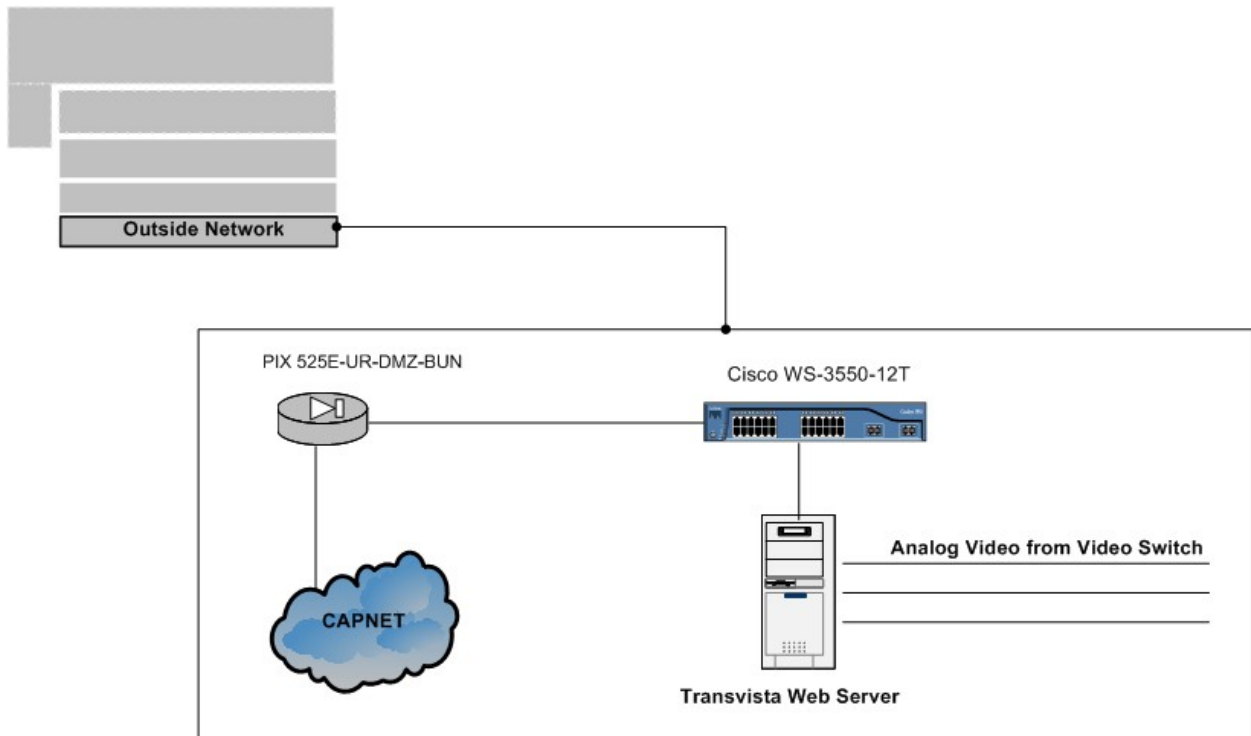 Outside Network
PIX 525E-UR-DMZ-BUN
Cisco WS-3550-12T
Analog Video from Video Switch
CAPNET
Transvista Web Server